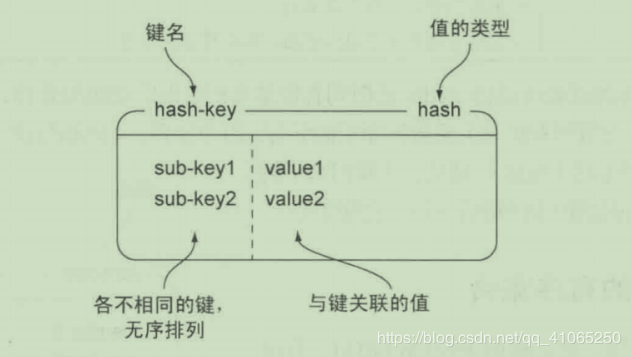 键名
值的类型
hash-key
hash
sub-key1 value1
sub-key2 value2
各不相同的键，
无序排列
与键关联的值
https://blog.csdn.net/qq_41065250